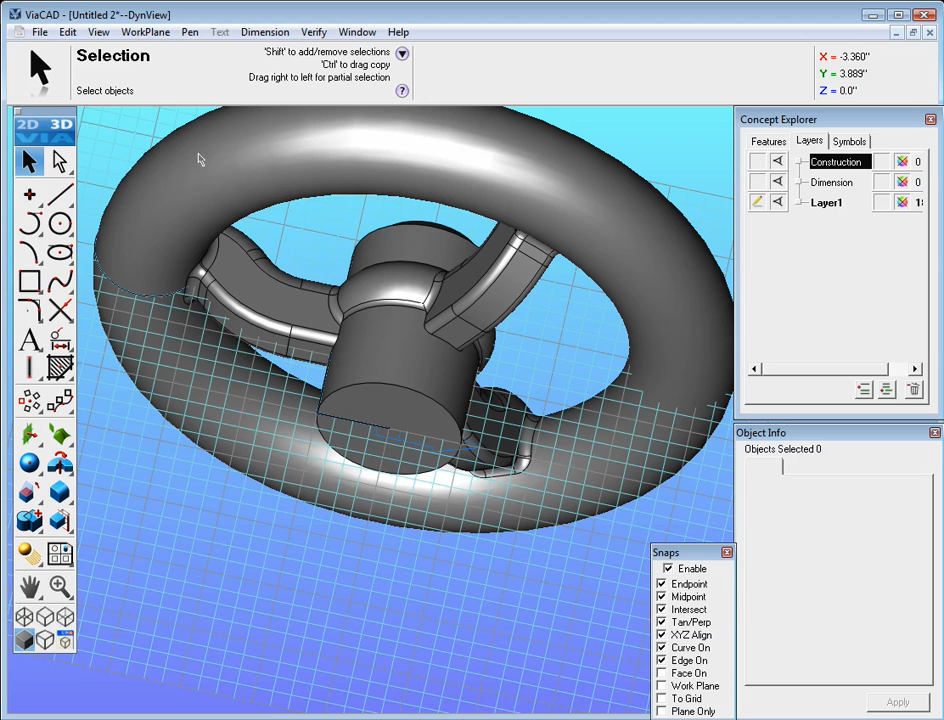 ViaCAD - [Untitled 2*--DynView]
File Edit View WorkPlane Pen Text Dimension Verify Window Help
Selection
Select objects
'Shift' to add/remove selections
'Ctrl' to drag copy
Drag right to left for partial selection
?
X = -3.360"
Y = 3.889"
Z = 0.0"
2D 3D
VIA
A
Concept Explorer
Features Layers Symbols
Construction 0
Dimension 0
Layer1
Object Info
Objects Selected 0
Apply
Snaps
Enable
Endpoint
Midpoint
Intersect
Tan/Perp
XYZ Align
Curve On
Edge On
Face On
Work Plane
To Grid
Plane Only